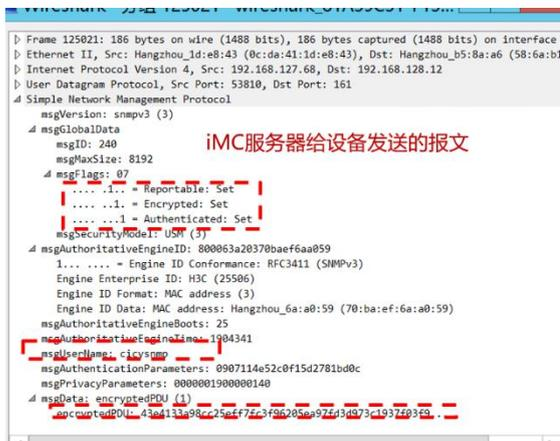 Frame 125021: 186 bytes on wire (1488 bits), 186 bytes captured (1488 bits) on interface
Ethernet II, Src: Hangzhou_1d:e8:43 (0c:da:41:1d:e8:43), Dst: Hangzhou_b5:8a:a6 (58:6a:b1
Internet Protocol Version 4, Src: 192.168.127.68, Dst: 192.168.128.12
User Datagram Protocol, Src Port: 53810, Dst Port: 161
Simple Network Management Protocol
msgVersion: snmpv3 (3)
msgGlobalData
msgID: 240
iMC服务器给设备发送的报文
msgMaxSize: 8192
msgFlags: 07
.... .1.. = Reportable: Set
.... ..1. = Encrypted: Set
.... ...1 = Authenticated: Set
msgSecurityModel: USM (3)
msgAuthoritativeEngineID: 800063a20370baef6aa059
1... .... = Engine ID Conformance: RFC3411 (SNMPv3)
Engine Enterprise ID: H3C (25506)
Engine ID Format: MAC address (3)
Engine ID Data: MAC address: Hangzhou_6a:a0:59 (70:ba:ef:6a:a0:59)
msgAuthoritativeEngineBoots: 25
msgAuthoritativeEngineTime: 1904341
msgUserName: cicysnmp
msgAuthenticationParameters: 0907114e52c0f15d2781bd0c
msgPrivacyParameters: 0000001900000140
msgData: encryptedPDU (1)
encryptedPDU: 43e4133a98cc25eff7fc3f96205ea97fd3d973c1937f03f9...